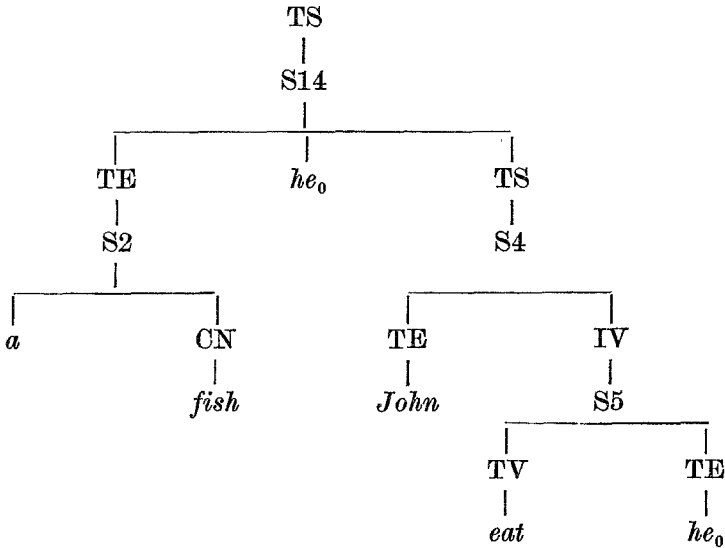 TS
S14
TE he₀ TS
S2 S4
a CN TE IV
fish John S5
TV TE
eat he₀